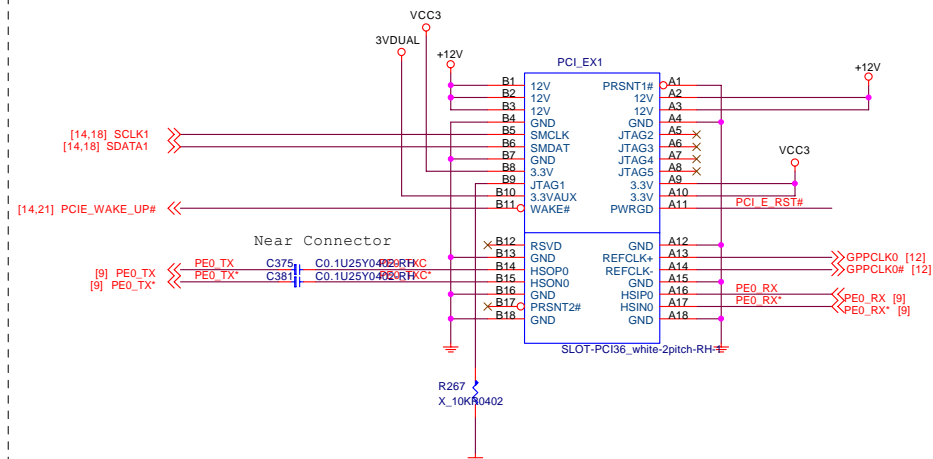 VCC3
3VDUAL
+12V
PCI_EX1
+12V
B1 12V PRSNT1# A1
B2 12V 12V A2
B3 12V 12V A3
B4 GND GND A4
[14,18] SCLK1 B5 SMCLK JTAG2 A5
[14,18] SDATA1 B6 SMDAT JTAG3 A6
B7 GND JTAG4 A7
VCC3
B8 3.3V JTAG5 A8
B9 JTAG1 3.3V A9
B10 3.3VAUX 3.3V A10
[14,21] PCIE_WAKE_UP# B11 WAKE# PWRGD A11 PCI_E_RST#
Near Connector
B12 RSVD GND A12
B13 GND REFCLK+ A13 GPPCLK0 [12]
[9] PE0_TX PE0_TX C375 C0.1U25Y0402-RH B14 HSOP0 REFCLK- A14 GPPCLK0# [12]
[9] PE0_TX* PE0_TX* C381 C0.1U25Y0402-RH B15 HSON0 GND A15
B16 GND HSIP0 A16 PE0_RX PE0_RX [9]
B17 PRSNT2# HSIN0 A17 PE0_RX* PE0_RX* [9]
B18 GND GND A18
SLOT-PCI36_white-2pitch-RH-1
R267
X_10KR0402